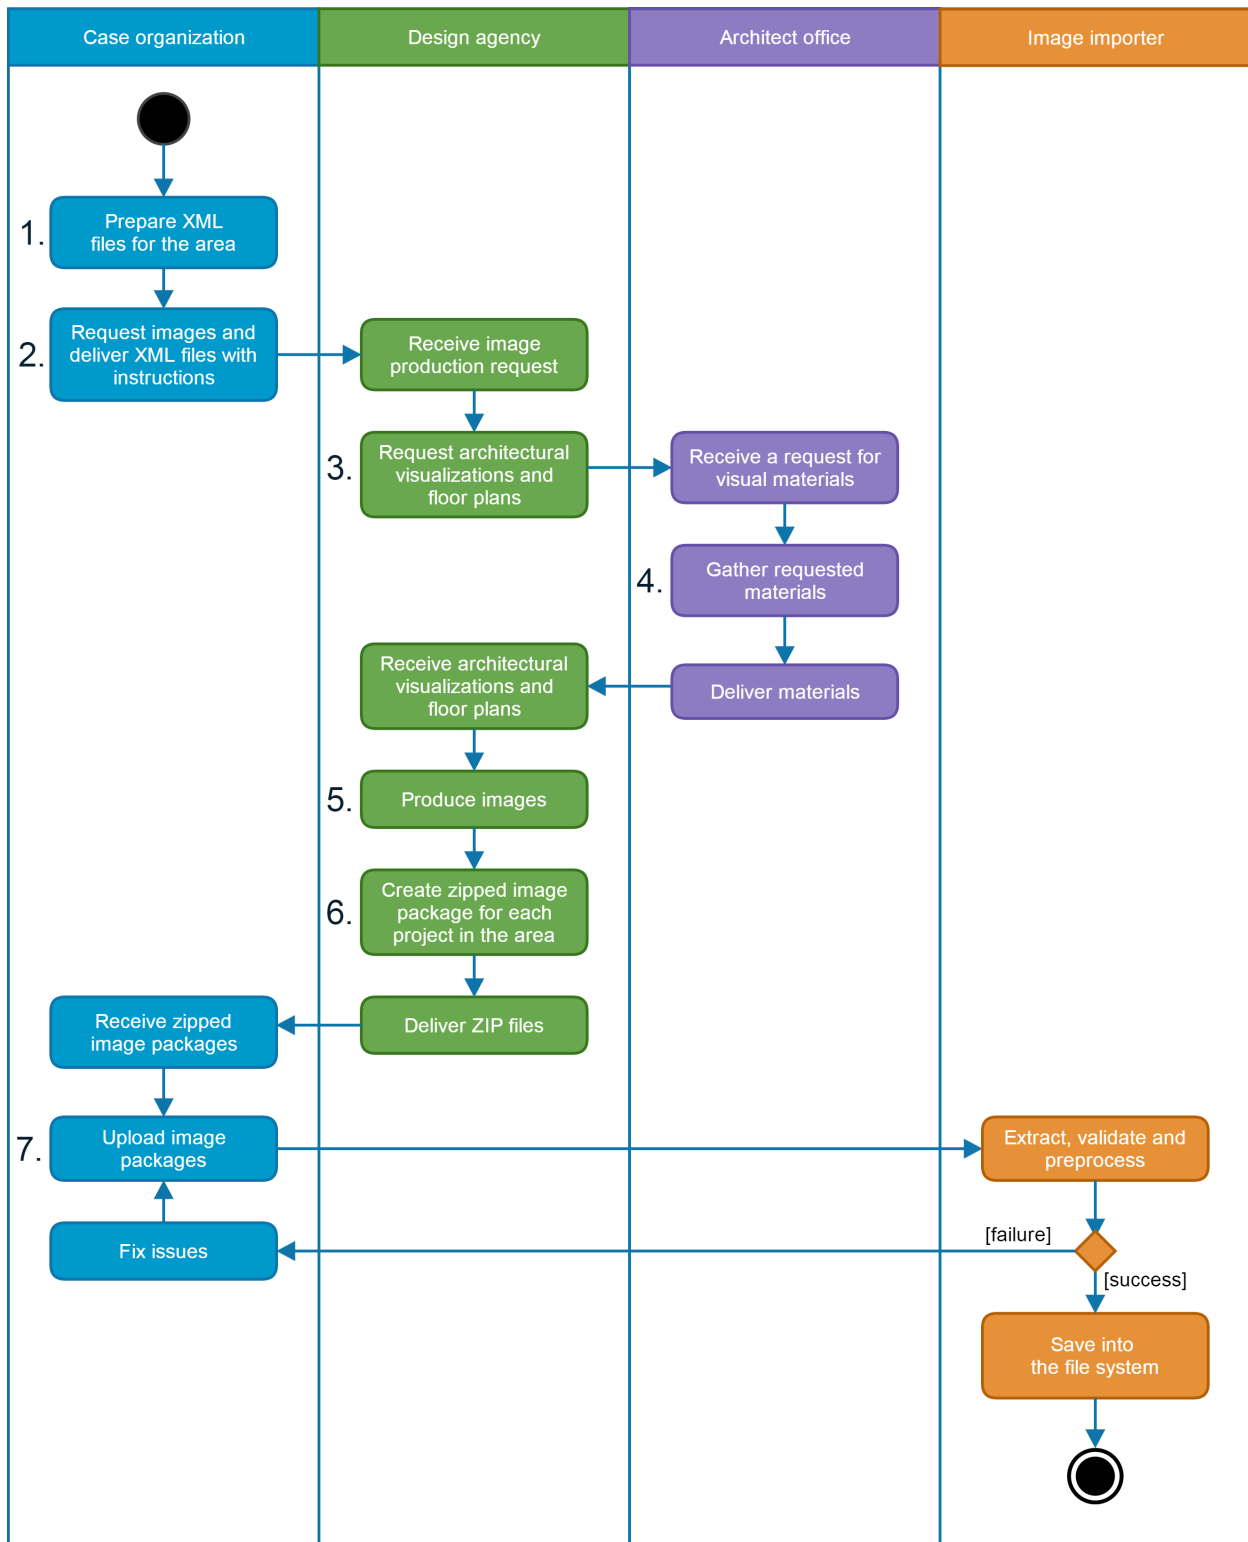 Case organization
Design agency
Architect office
Image importer
1.
Prepare XML
files for the area
2.
Request images and
deliver XML files with
instructions
Receive image
production request
3.
Request architectural
visualizations and
floor plans
Receive a request for
visual materials
4.
Gather requested
materials
Deliver materials
Receive architectural
visualizations and
floor plans
5.
Produce images
6.
Create zipped image
package for each
project in the area
Deliver ZIP files
Receive zipped
image packages
7.
Upload image
packages
Extract, validate and
preprocess
[failure]
Fix issues
[success]
Save into
the file system